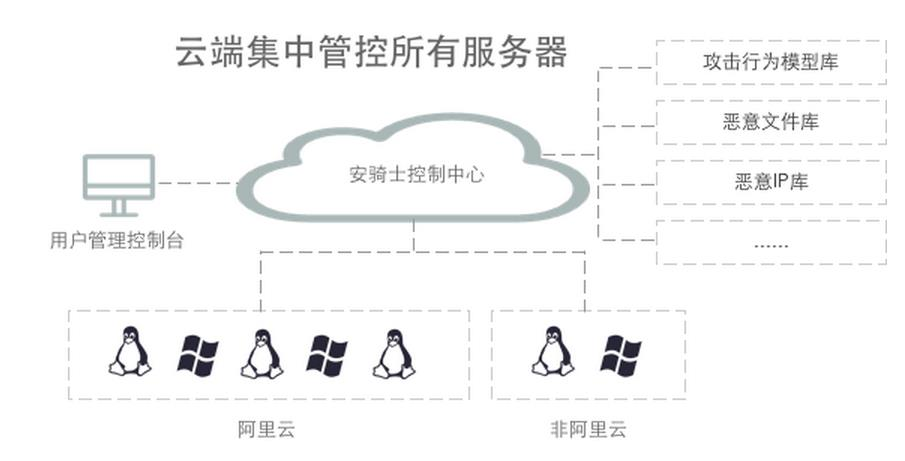 云端集中管控所有服务器
攻击行为模型库
恶意文件库
安骑士控制中心
恶意IP库
用户管理控制台
......
阿里云
非阿里云